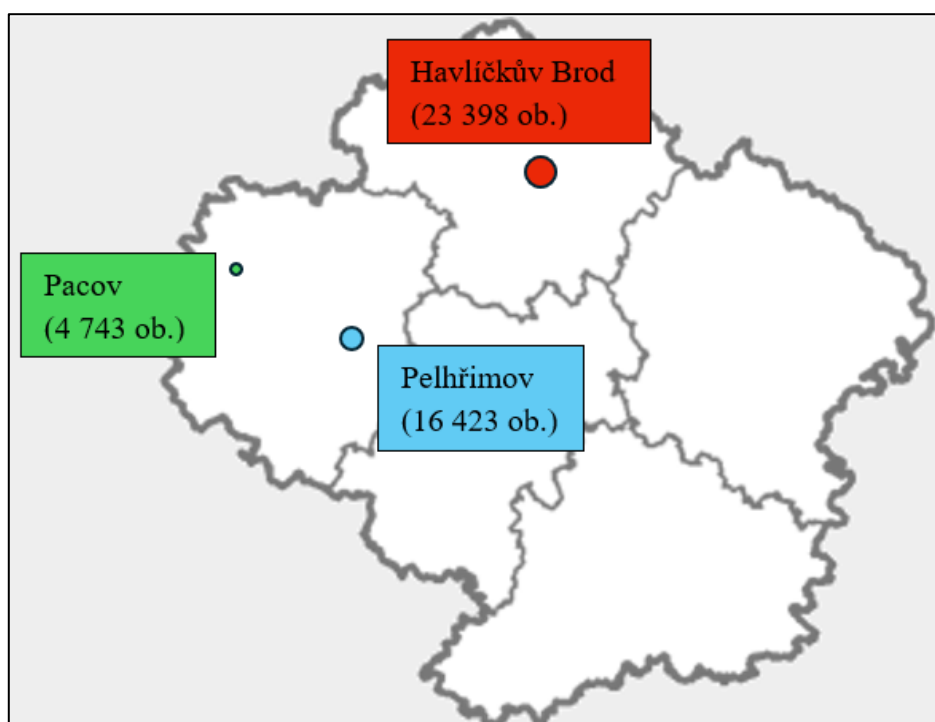 Havlíčkův Brod
(23 398 ob.)
Pacov
(4 743 ob.)
Pelhřimov
(16 423 ob.)